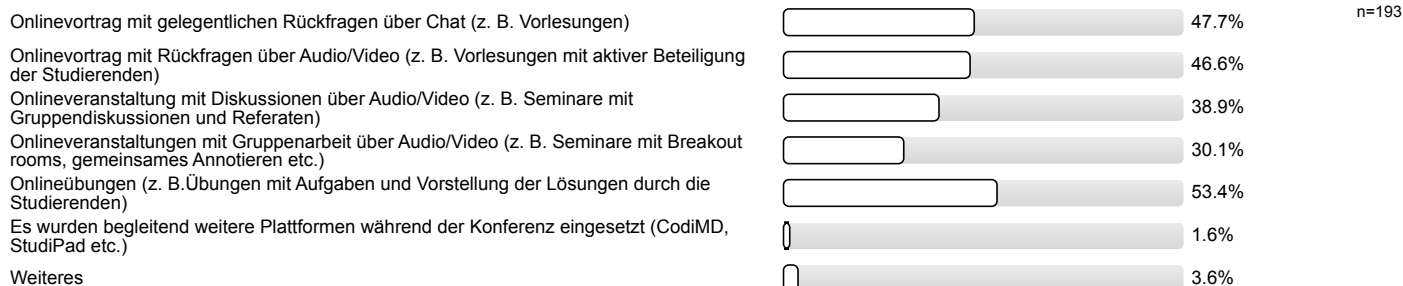 Onlinevortrag mit gelegentlichen Rückfragen über Chat (z. B. Vorlesungen)
47.7%
n=193
Onlinevortrag mit Rückfragen über Audio/Video (z. B. Vorlesungen mit aktiver Beteiligung
der Studierenden)
46.6%
Onlineveranstaltung mit Diskussionen über Audio/Video (z. B. Seminare mit
Gruppendiskussionen und Referaten)
38.9%
Onlineveranstaltungen mit Gruppenarbeit über Audio/Video (z. B. Seminare mit Breakout
rooms, gemeinsames Annotieren etc.)
30.1%
Onlineübungen (z. B.Übungen mit Aufgaben und Vorstellung der Lösungen durch die
Studierenden)
53.4%
Es wurden begleitend weitere Plattformen während der Konferenz eingesetzt (CodiMD,
StudiPad etc.)
1.6%
Weiteres
3.6%